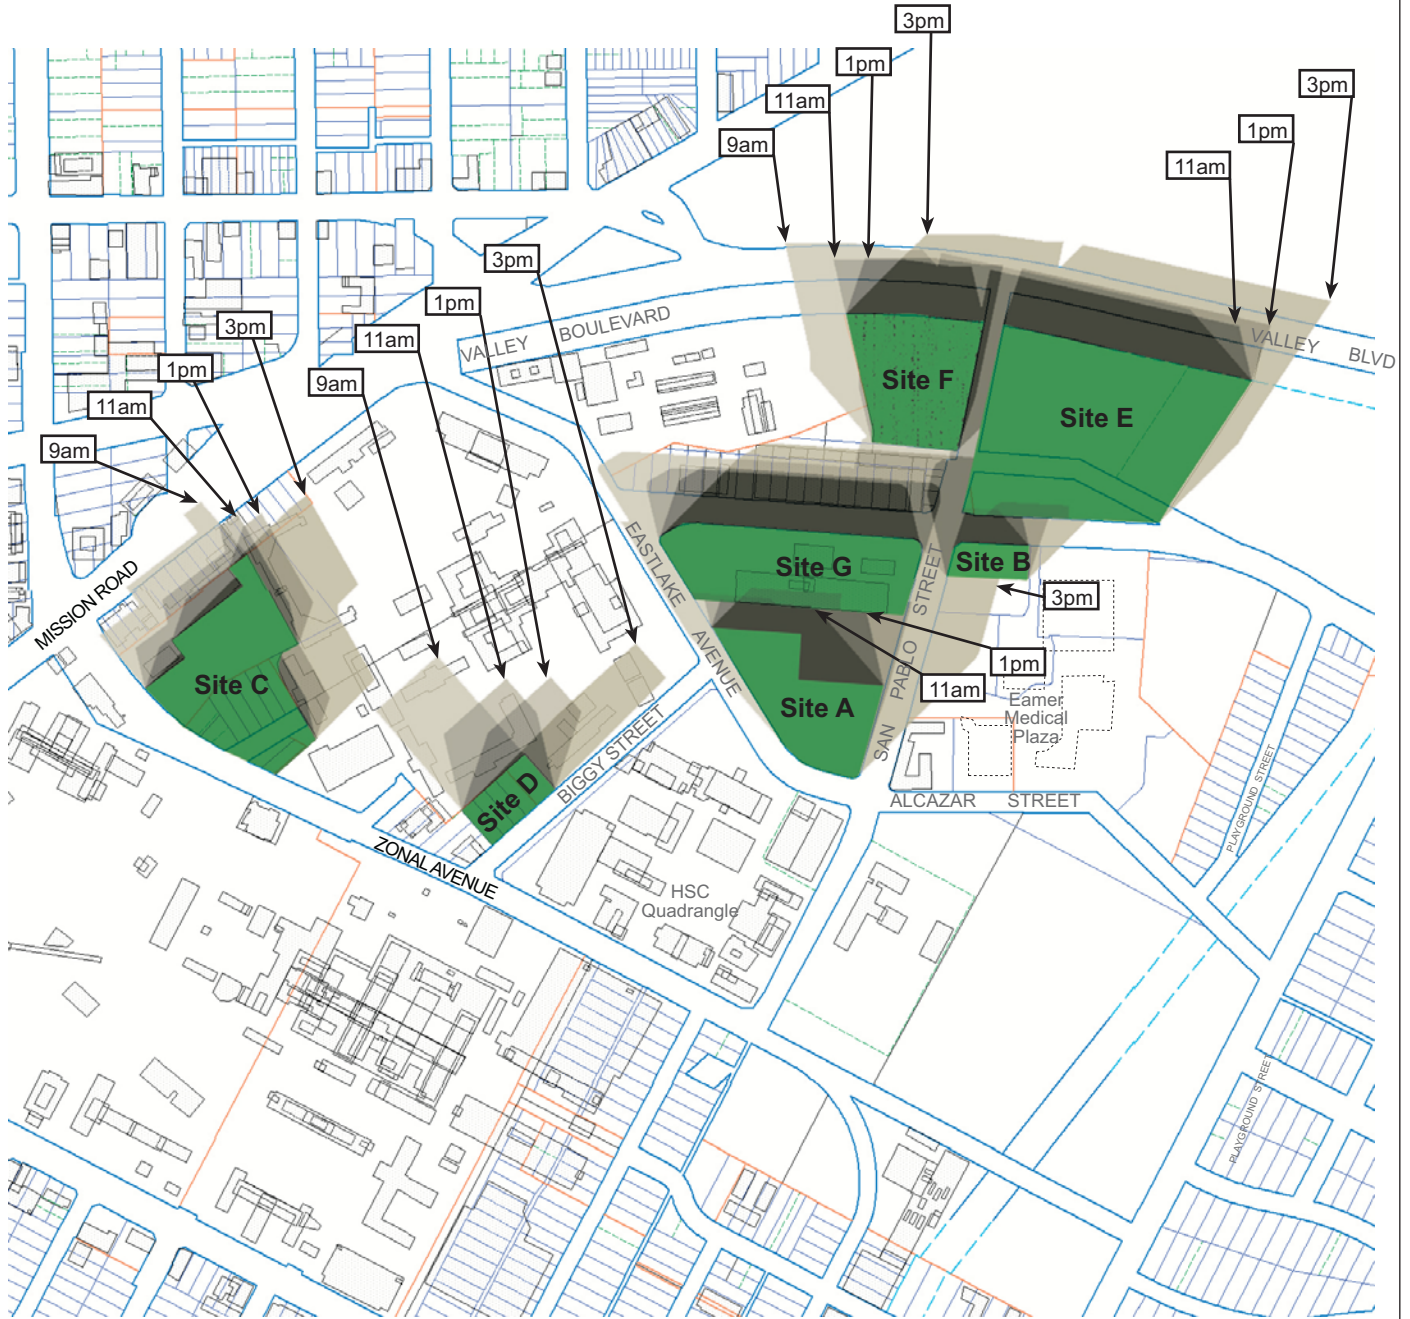 3pm
1pm
11am
9am
3pm
1pm
11am
3pm
1pm
11am
9am
3pm
1pm
11am
9am
VALLEY BOULEVARD
VALLEY BLVD
Site F
Site E
Site G
Site B
Site A
Site C
Site D
3pm
1pm
11am
MISSION ROAD
EASTLAKE AVENUE
SAN PABLO STREET
BIGGY STREET
ZONAL AVENUE
Eamer
Medical
Plaza
ALCAZAR STREET
PLAYGROUND STREET
HSC
Quadrangle
PLAYGROUND STREET